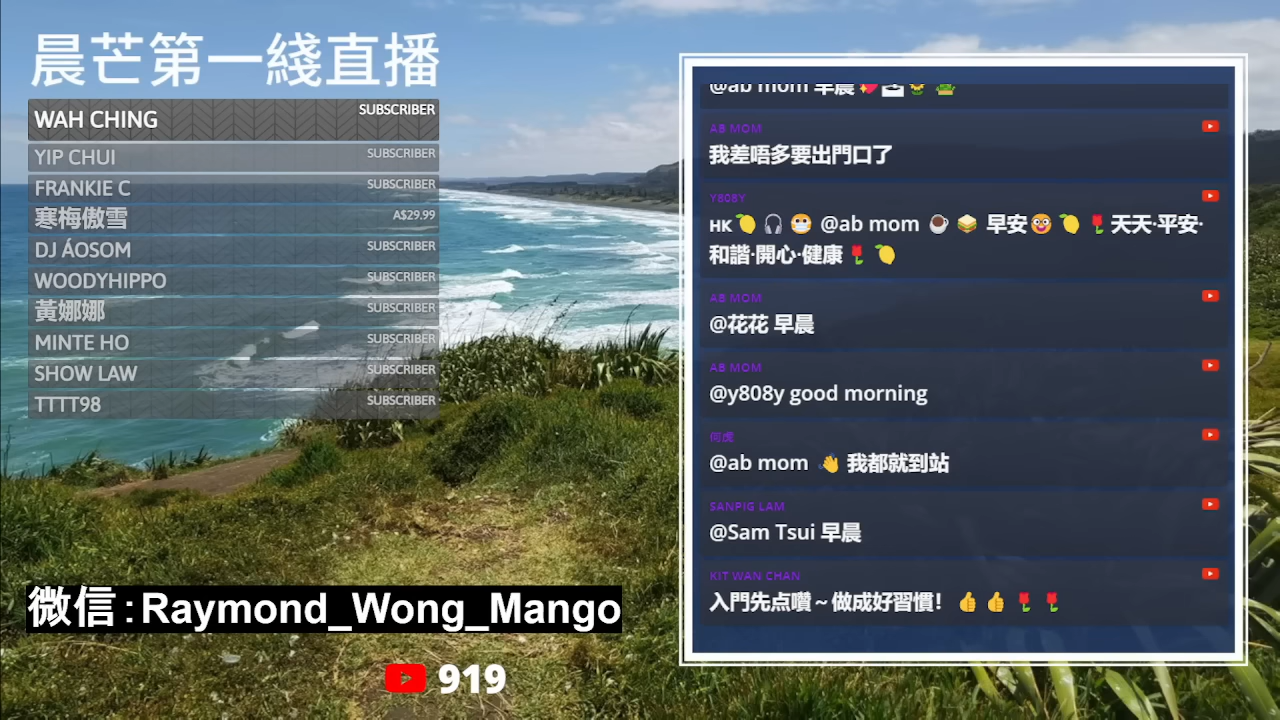 晨芒第一綫直播
WAH CHING SUBSCRIBER
YIP CHUI SUBSCRIBER
FRANKIE C SUBSCRIBER
寒梅傲雪 A$29.99
DJ ÁOSOM SUBSCRIBER
WOODYHIPPO SUBSCRIBER
黃娜娜 SUBSCRIBER
MINTE HO SUBSCRIBER
SHOW LAW SUBSCRIBER
TTTT98 SUBSCRIBER
微信:Raymond_Wong_Mango
919
@ab mom 早晨💖📩🌻🪴
AB MOM
我差唔多要出門口了
Y808Y
HK🍋🎧😷 @ab mom ☕🥪 早安🤡🍋🌷天天·平安·
和諧·開心·健康🌷🍋
AB MOM
@花花 早晨
AB MOM
@y808y good morning
何虎
@ab mom 👋 我都就到站
SANPIG LAM
@Sam Tsui 早晨
KIT WAN CHAN
入門先点嚽 ~ 做成好習慣！👍👍🌷🌷